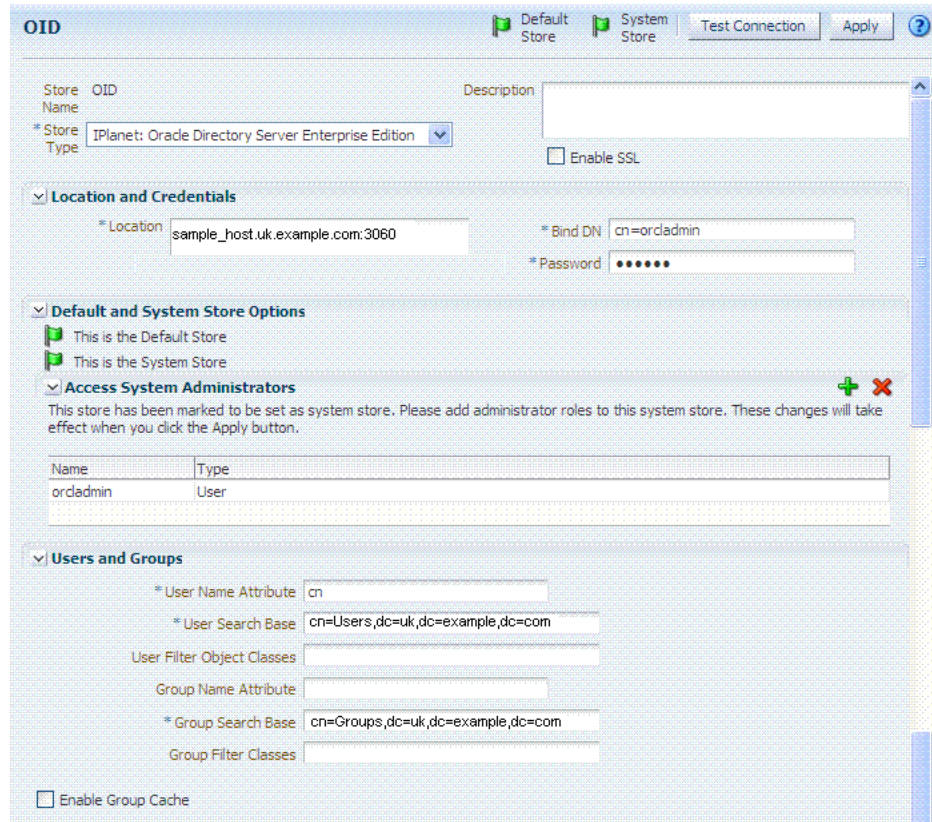 OID
Default Store
System Store
Test Connection
Apply
?
Store Name OID
Description
* Store Type IPlanet: Oracle Directory Server Enterprise Edition
Enable SSL
Location and Credentials
* Location sample_host.uk.example.com:3060
* Bind DN cn=orcladmin
* Password ••••••
Default and System Store Options
This is the Default Store
This is the System Store
Access System Administrators
This store has been marked to be set as system store. Please add administrator roles to this system store. These changes will take
effect when you click the Apply button.
Name Type
orcladmin User
Users and Groups
* User Name Attribute cn
* User Search Base cn=Users,dc=uk,dc=example,dc=com
User Filter Object Classes
Group Name Attribute
* Group Search Base cn=Groups,dc=uk,dc=example,dc=com
Group Filter Classes
Enable Group Cache